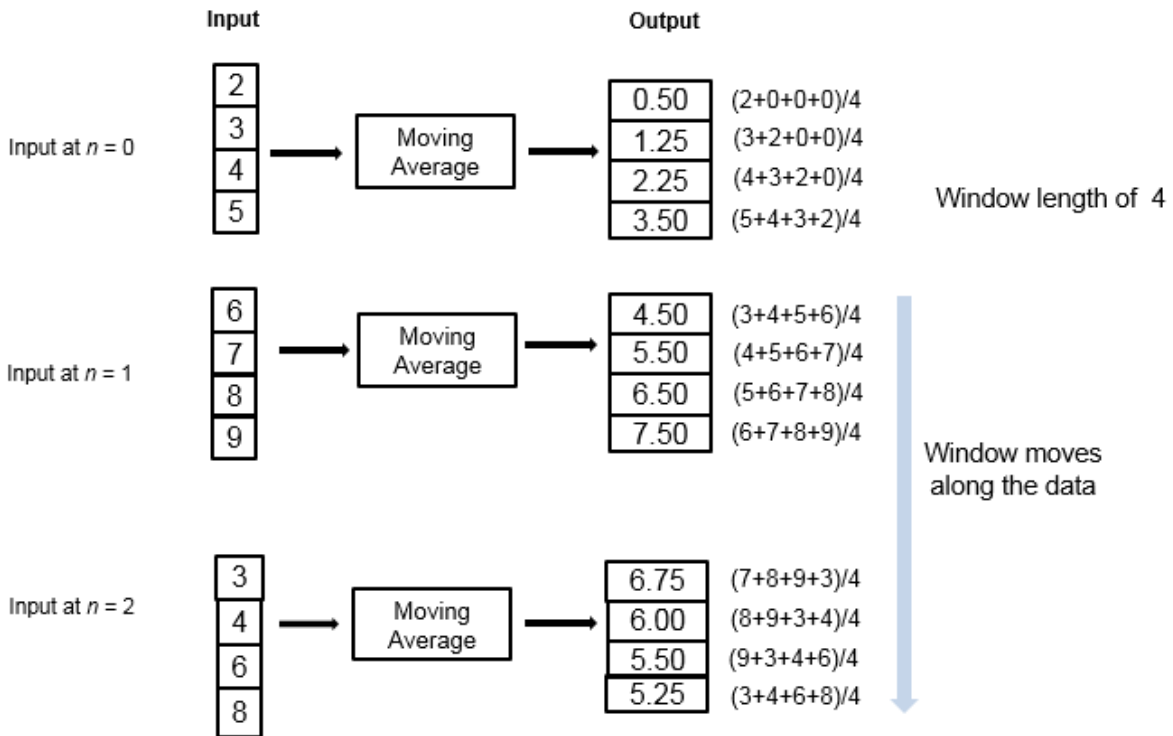 Input
Output
Input at n = 0
2
3
4
5
Moving
Average
0.50 (2+0+0+0)/4
1.25 (3+2+0+0)/4
2.25 (4+3+2+0)/4
3.50 (5+4+3+2)/4
Window length of 4
Input at n = 1
6
7
8
9
Moving
Average
4.50 (3+4+5+6)/4
5.50 (4+5+6+7)/4
6.50 (5+6+7+8)/4
7.50 (6+7+8+9)/4
Window moves
along the data
Input at n = 2
3
4
6
8
Moving
Average
6.75 (7+8+9+3)/4
6.00 (8+9+3+4)/4
5.50 (9+3+4+6)/4
5.25 (3+4+6+8)/4